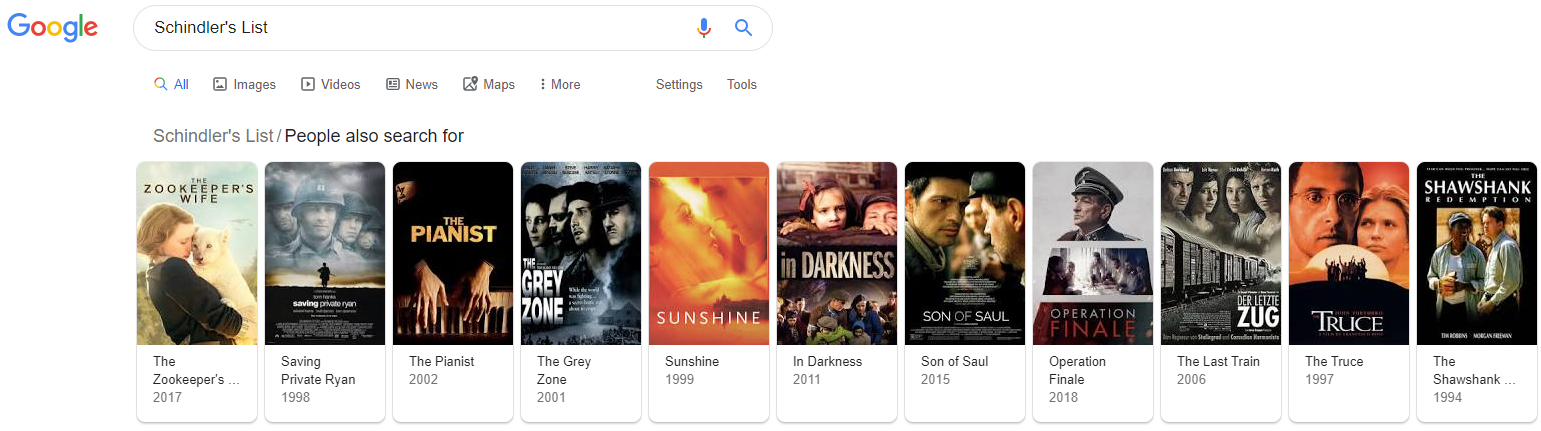 Google
Schindler's List
All Images Videos News Maps More Settings Tools
Schindler's List / People also search for
THE
ZOOKEEPER'S
WIFE
tom hanks
saving private ryan
THE
PIANIST
THE
GREY
ZONE
SUNSHINE
in DARKNESS
SON OF SAUL
OPERATION
FINALE
DER LETZTE
ZUG
JOHN TURTURRO
TRUCE
THE
SHAWSHANK
REDEMPTION
TIM ROBBINS MORGAN FREEMAN
The
Zookeeper's ...
2017
Saving
Private Ryan
1998
The Pianist
2002
The Grey
Zone
2001
Sunshine
1999
In Darkness
2011
Son of Saul
2015
Operation
Finale
2018
The Last Train
2006
The Truce
1997
The
Shawshank ...
1994